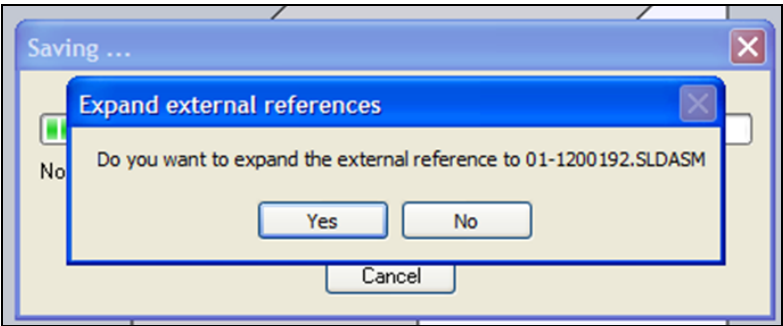 Saving ...
Expand external references
Do you want to expand the external reference to 01-1200192.SLDASM
No
Yes No
Cancel